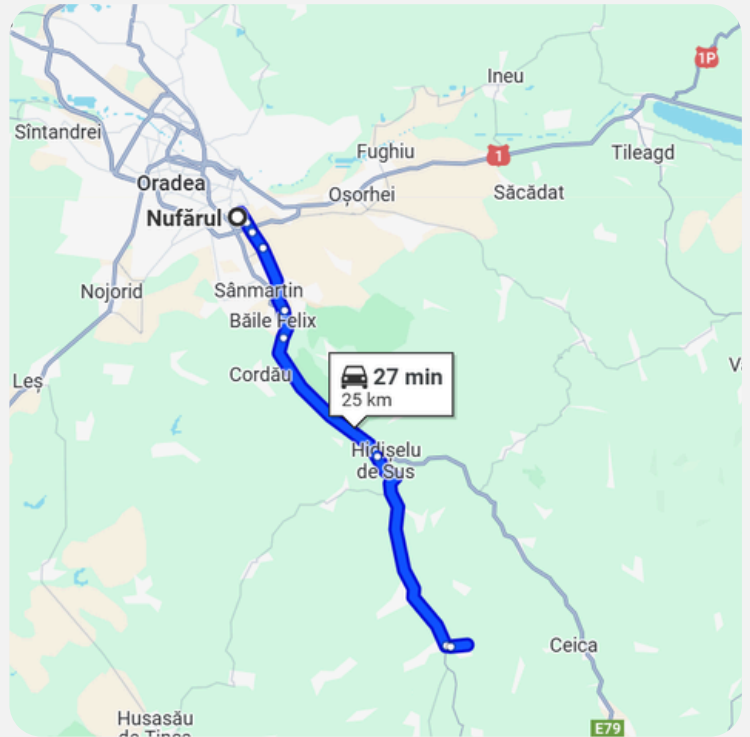 1P
Ineu
Sîntandrei
Fughiu
1
Tileagd
Oradea
Oșorhei
Săcădat
Nufărul
Nojorid
Sânmartin
Băile Felix
Leș
Cordău
27 min
25 km
Hidișelu
de Sus
Ceica
Husasău
de Tinca
E79